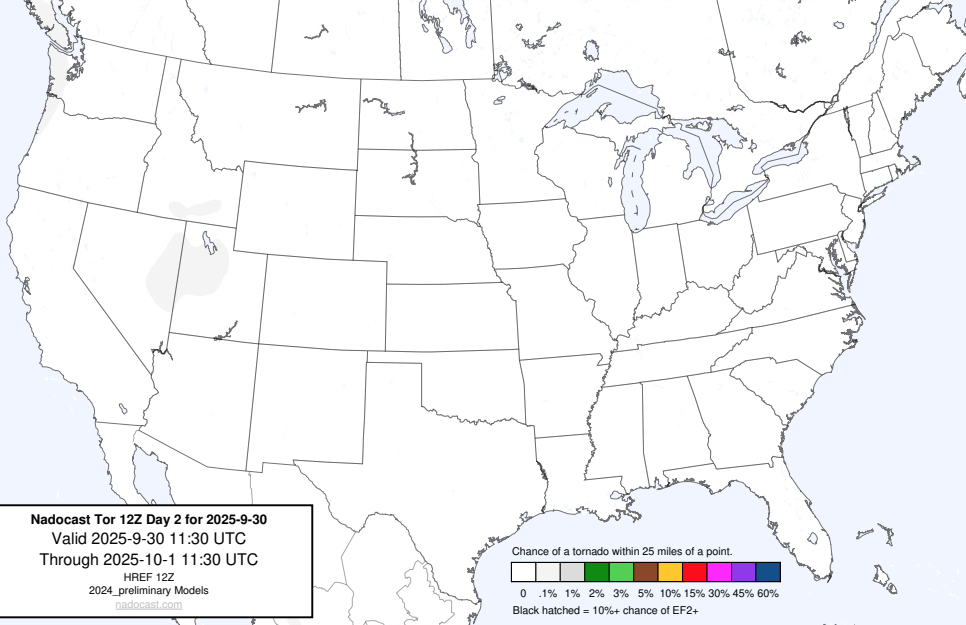 Nadocast Tor 12Z Day 2 for 2025-9-30
Valid 2025-9-30 11:30 UTC
Through 2025-10-1 11:30 UTC
HREF 12Z
2024_preliminary Models
nadocast.com
Chance of a tornado within 25 miles of a point.
0 .1% 1% 2% 3% 5% 10% 15% 30% 45% 60%
Black hatched = 10%+ chance of EF2+